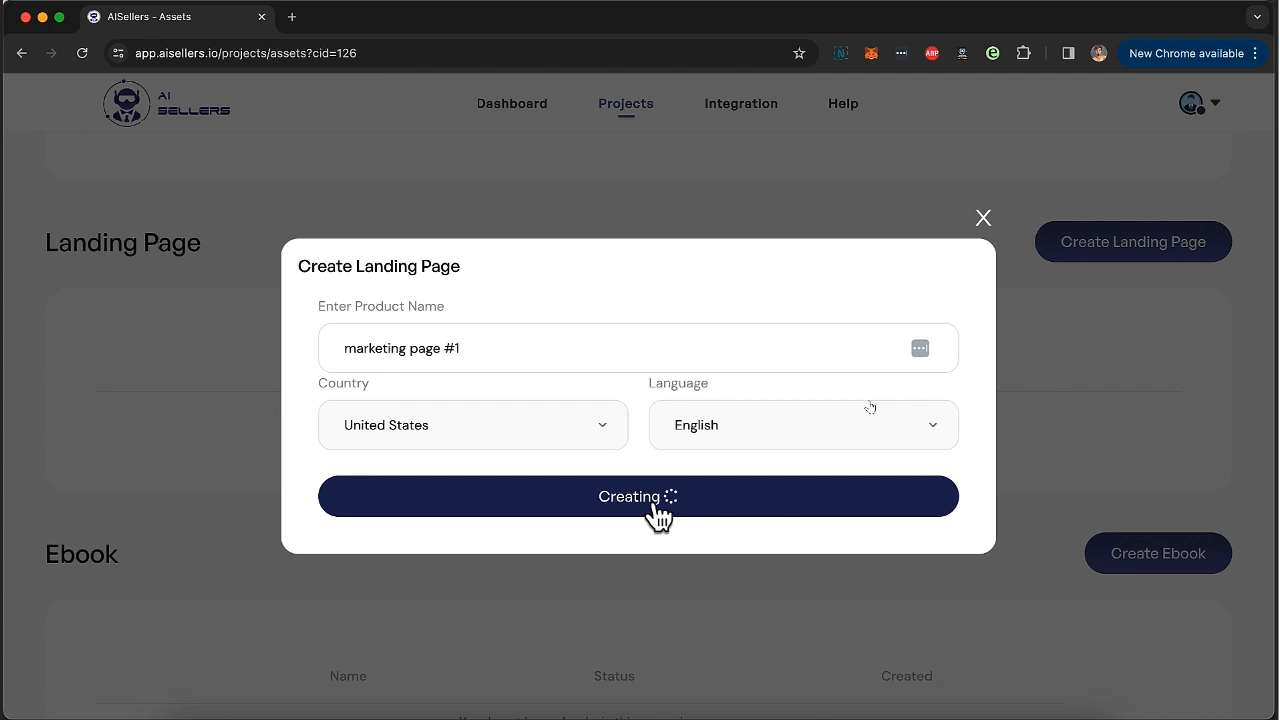 AISellers - Assets
app.aisellers.io/projects/assets?cid=126
ABP
New Chrome available
AI
SELLERS
Dashboard
Projects
Integration
Help
Landing Page
Create Landing Page
X
Create Landing Page
Enter Product Name
marketing page #1
Country
Language
United States
English
Creating
Ebook
Create Ebook
Name
Status
Created